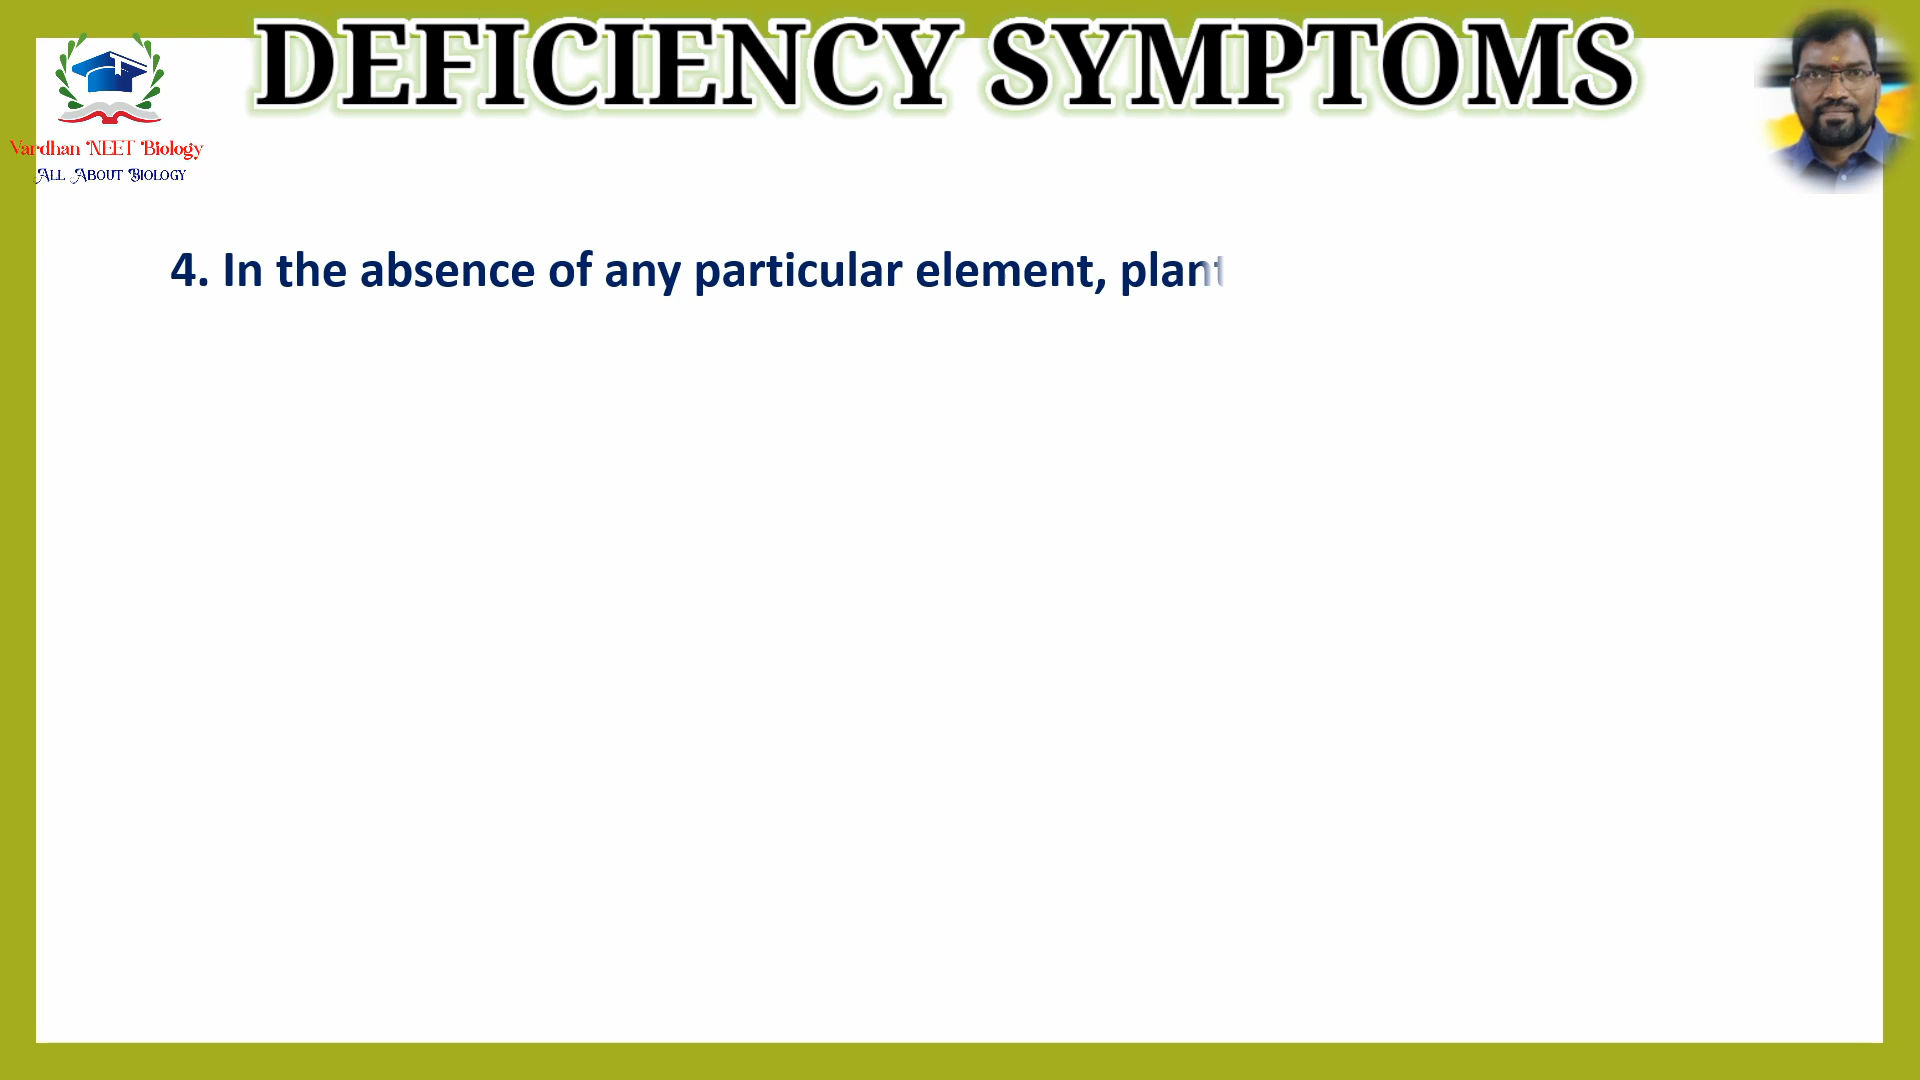 DEFICIENCY SYMPTOMS
Vardhan NEET Biology
ALL ABOUT BIOLOGY
4. In the absence of any particular element, plant